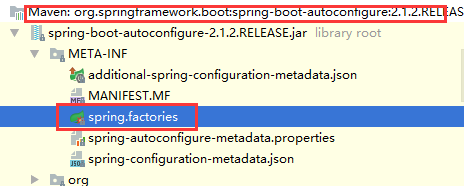 Maven: org.springframework.boot:spring-boot-autoconfigure:2.1.2.RELEAS
spring-boot-autoconfigure-2.1.2.RELEASE.jar library root
META-INF
additional-spring-configuration-metadata.json
MANIFEST.MF
spring.factories
spring-autoconfigure-metadata.properties
spring-configuration-metadata.json
org